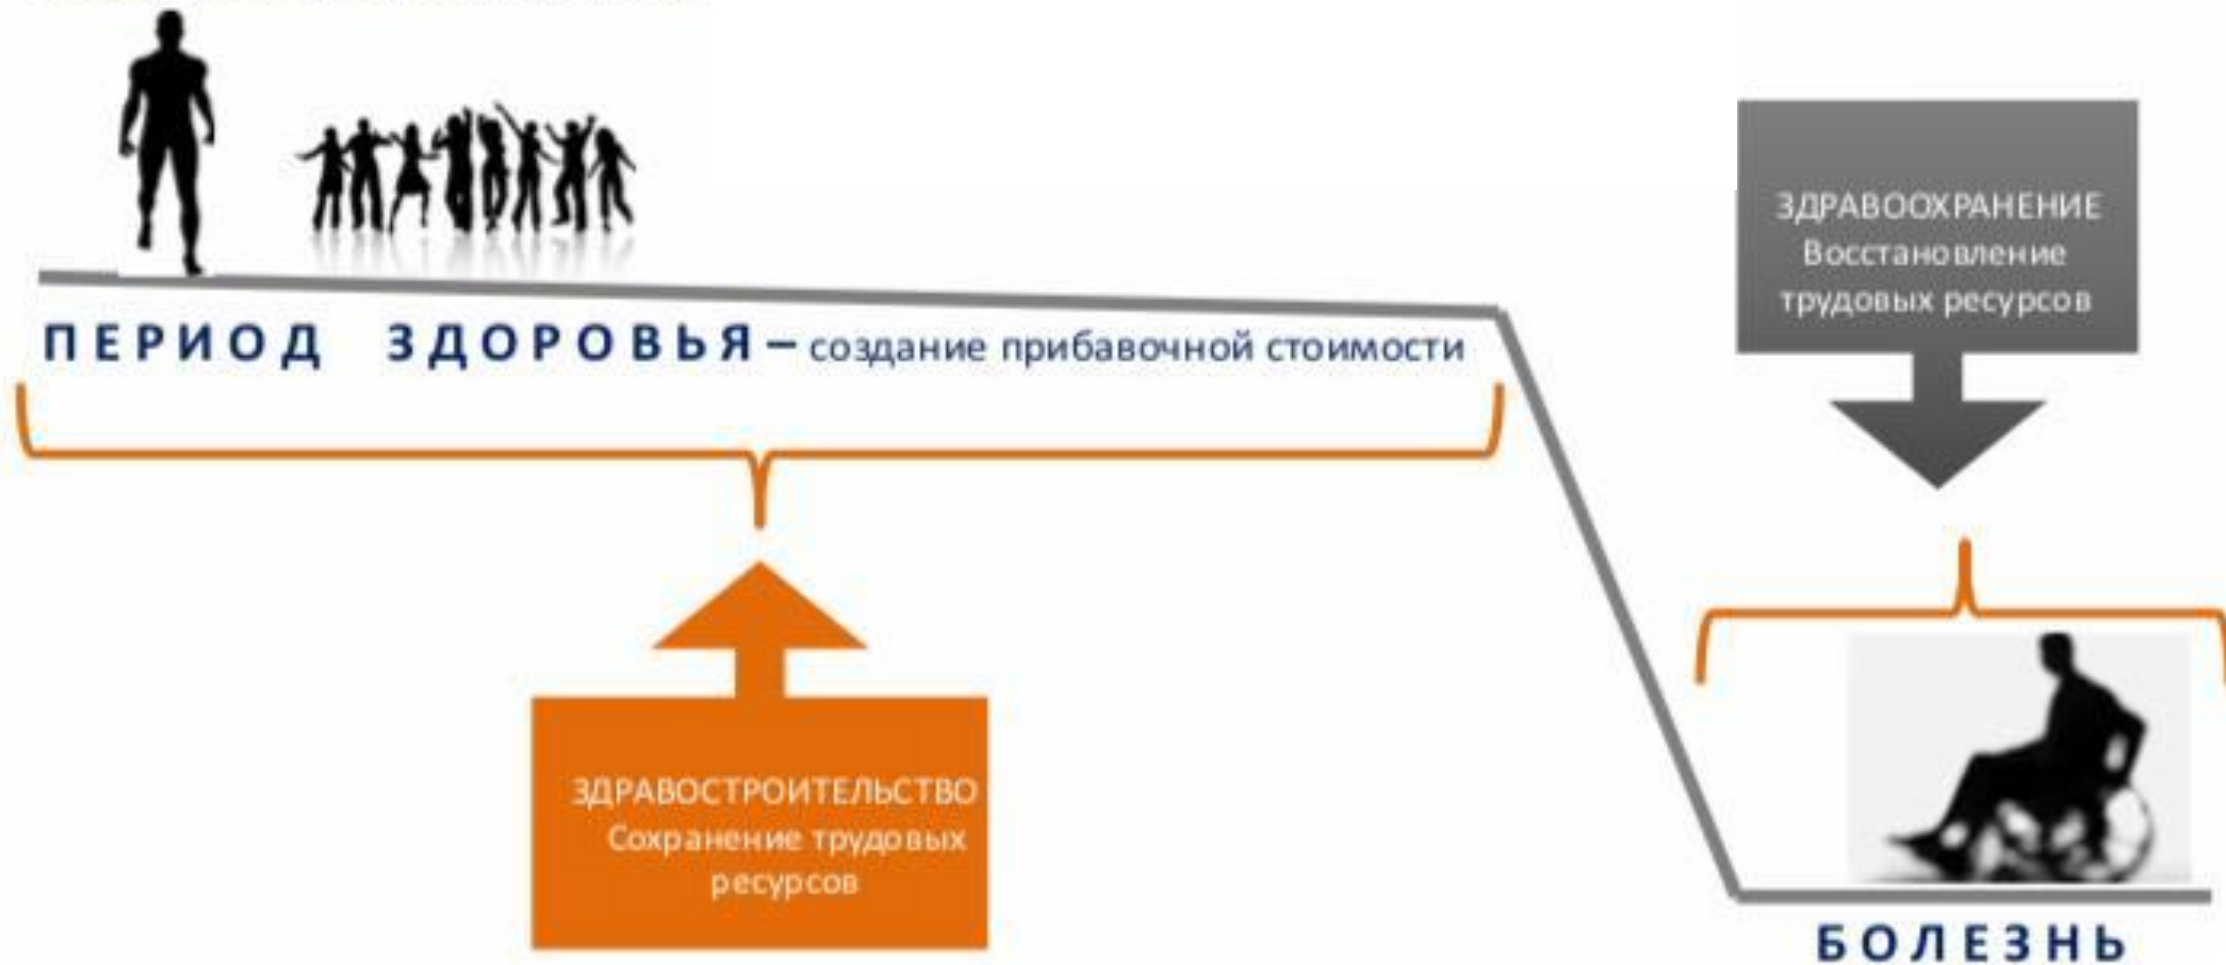 ПЕРИОД ЗДОРОВЬЯ – создание прибавочной стоимости
ЗДРАВООХРАНЕНИЕ
Восстановление
трудовых ресурсов
ЗДРАВОСТРОИТЕЛЬСТВО
Сохранение трудовых
ресурсов
БОЛЕЗНЬ